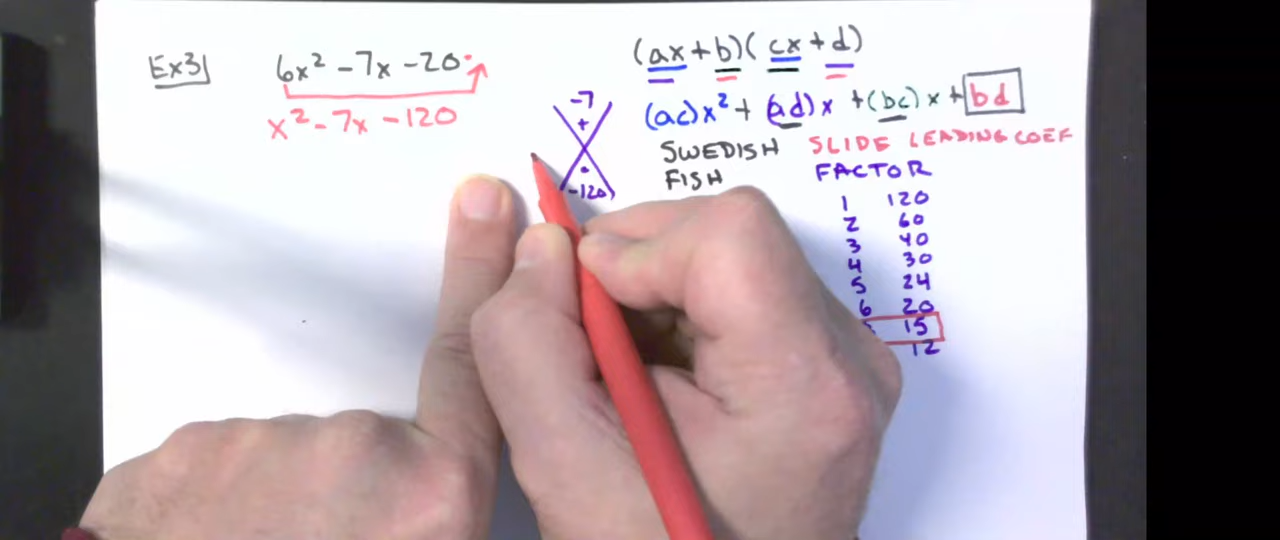 Ex3)
6x² - 7x - 20
x² - 7x - 120
-7
+
•
-120
(ax + b)(cx + d)
(ac)x² + (ad)x + (bc)x + bd
SWEDISH
FISH
SLIDE LEADING COEF
FACTOR
1 120
2 60
3 40
4 30
5 24
6 20
15
12